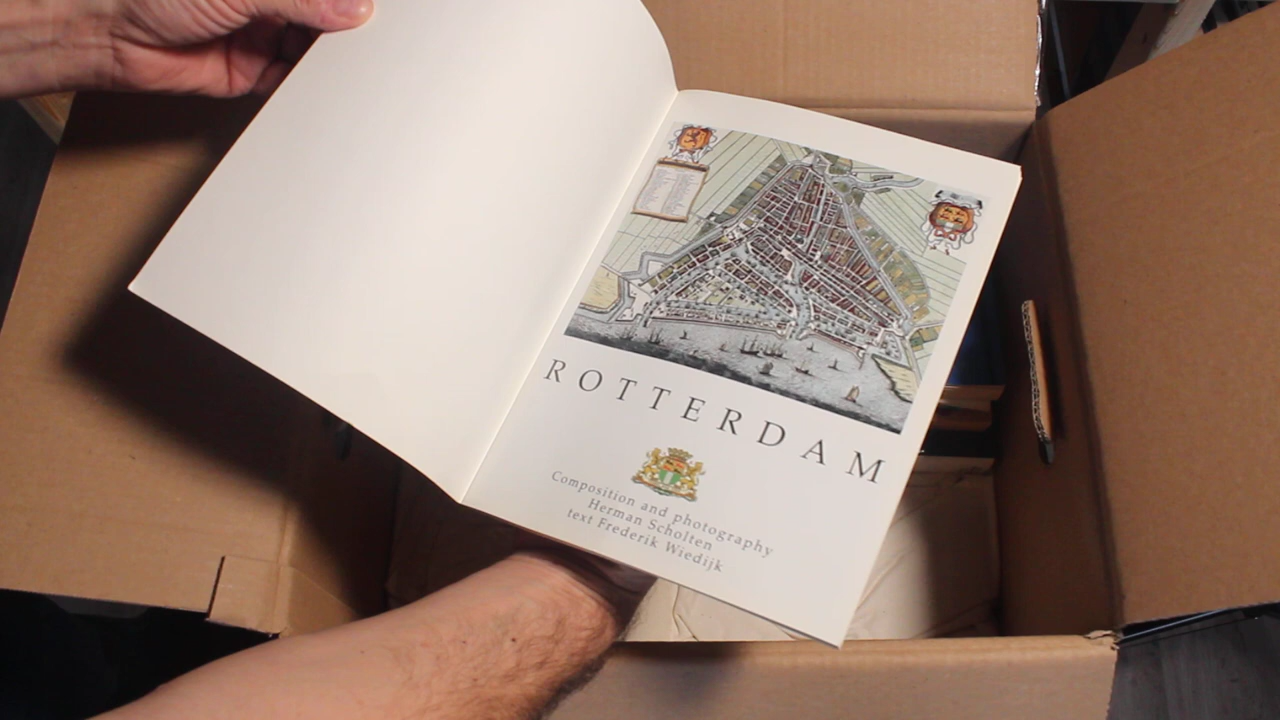 ROTTERDAM
Composition and photography
Herman Scholten
text Frederik Wiedijk